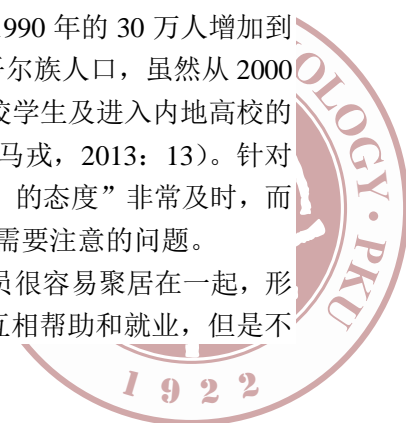 1990 年的 30 万人增加到
尔族人口，虽然从 2000
校学生及进入内地高校的
马戎，2013：13）。针对
的态度”非常及时，而
需要注意的问题。
员很容易聚居在一起，形
互相帮助和就业，但是不
OLOGY · PKU
1922